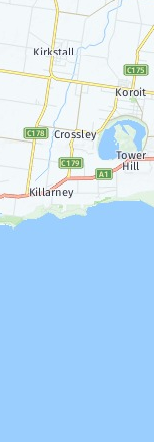 Kirkstall
C175
Koroit
C178
Crossley
Tower
Hill
C179
A1
Killarney